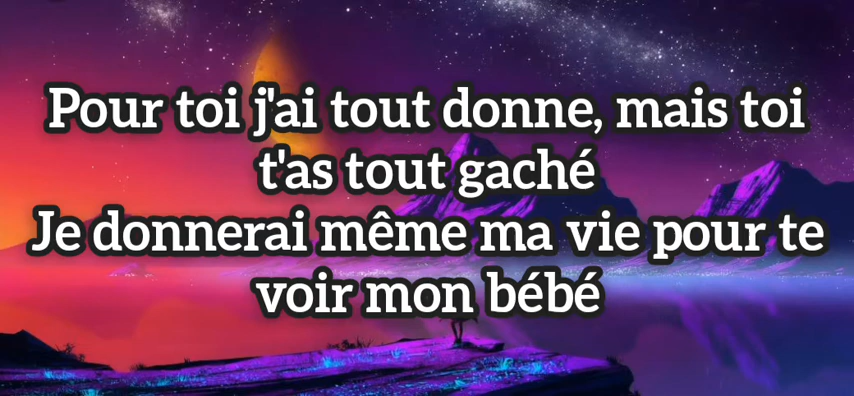 Pour toi j'ai tout donne, mais toi
t'as tout gaché
Je donnerai même ma vie pour te
voir mon bébé